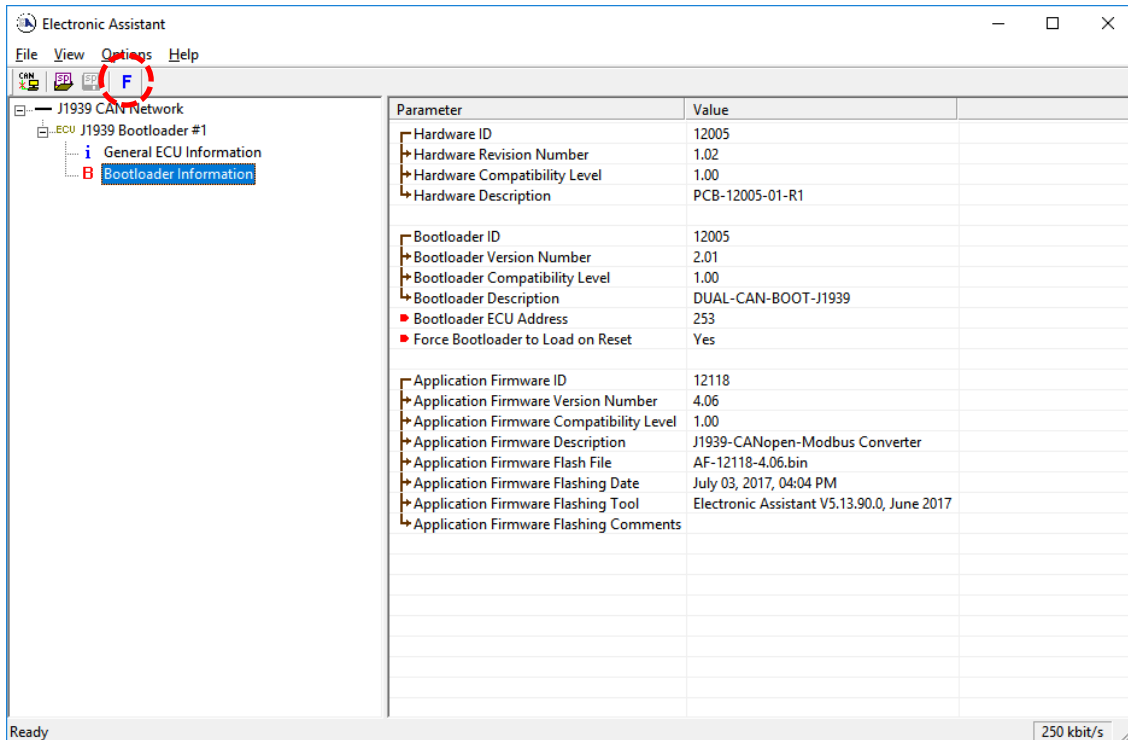 Electronic Assistant
File View Options Help
CAN SP SP F
J1939 CAN Network
ECU J1939 Bootloader #1
i General ECU Information
B Bootloader Information
Parameter Value
Hardware ID 12005
Hardware Revision Number 1.02
Hardware Compatibility Level 1.00
Hardware Description PCB-12005-01-R1
Bootloader ID 12005
Bootloader Version Number 2.01
Bootloader Compatibility Level 1.00
Bootloader Description DUAL-CAN-BOOT-J1939
Bootloader ECU Address 253
Force Bootloader to Load on Reset Yes
Application Firmware ID 12118
Application Firmware Version Number 4.06
Application Firmware Compatibility Level 1.00
Application Firmware Description J1939-CANopen-Modbus Converter
Application Firmware Flash File AF-12118-4.06.bin
Application Firmware Flashing Date July 03, 2017, 04:04 PM
Application Firmware Flashing Tool Electronic Assistant V5.13.90.0, June 2017
Application Firmware Flashing Comments
Ready 250 kbit/s